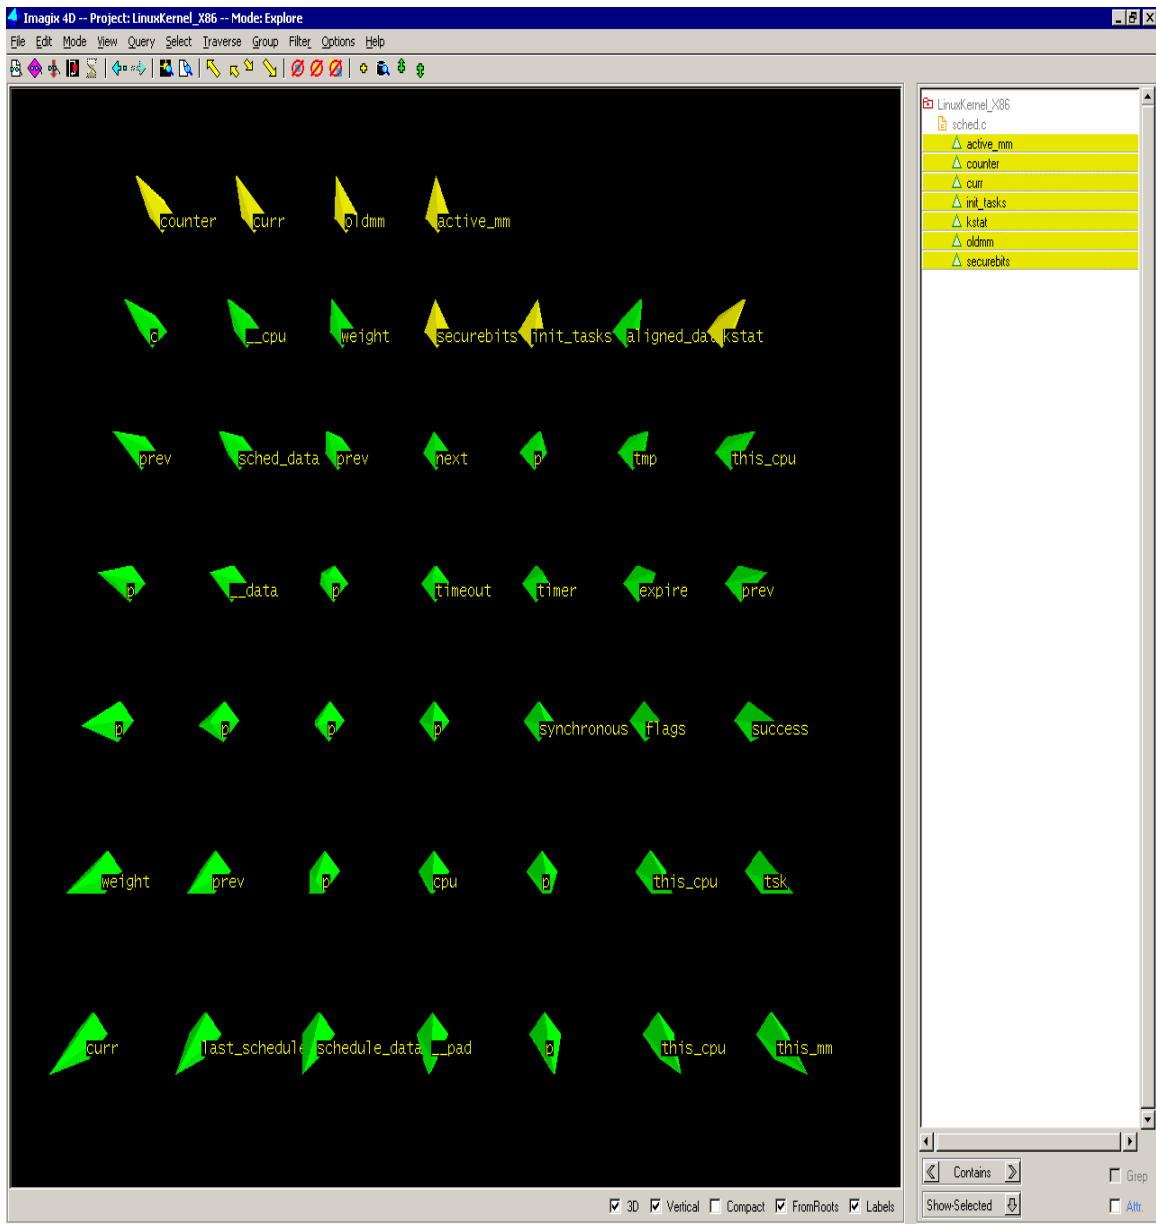 Imagix 4D -- Project: LinuxKernel_X86 -- Mode: Explore
File Edit Mode View Query Select Traverse Group Filter Options Help
LinuxKernel_X86
sched.c
active_mm
counter
curr
init_tasks
kstat
oldmm
securebits
counter curr oldmm active_mm
c __cpu weight securebits init_tasks aligned_dat kstat
prev sched_data prev next p tmp this_cpu
p __data p timeout timer expire prev
p p p p synchronous flags success
weight prev p cpu p this_cpu tsk
curr last_schedule schedule_data __pad p this_cpu this_mm
Contains Grep
Show-Selected Attr.
3D Vertical Compact FromRoots Labels